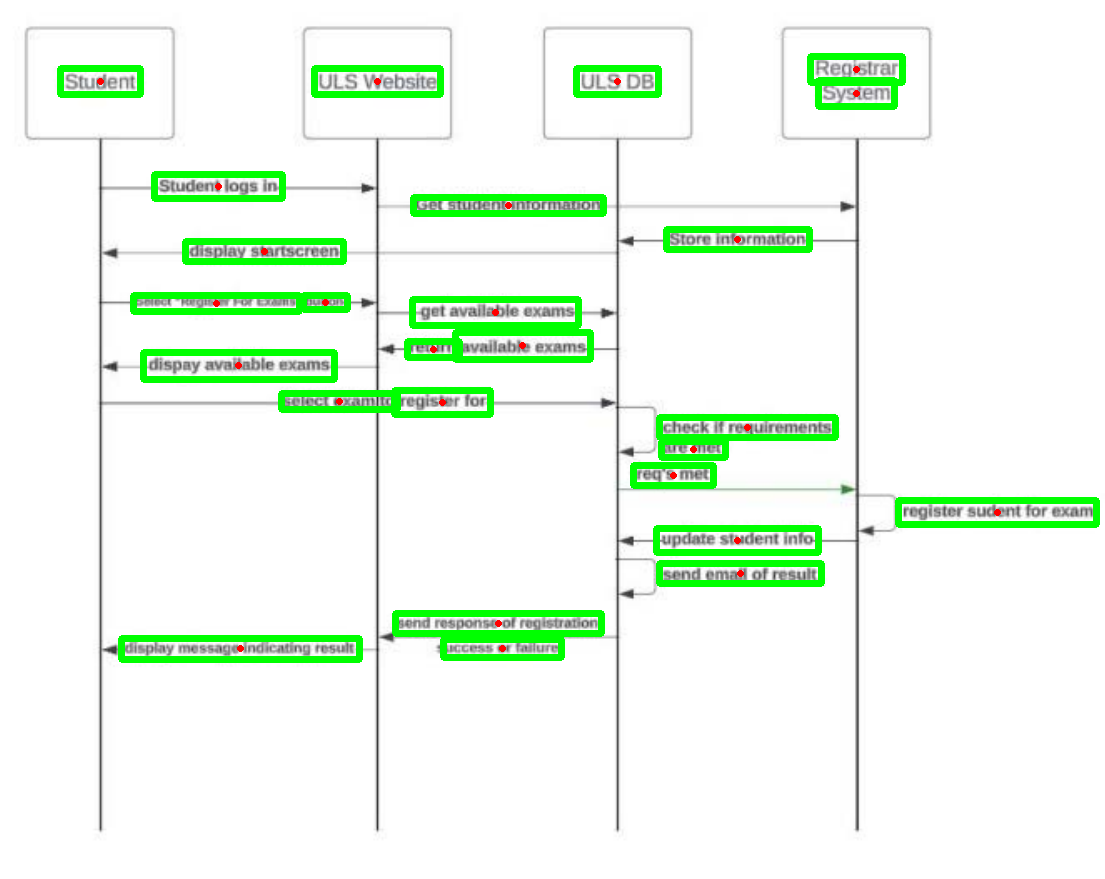 Student
ULS Website
ULS DB
Registrar
System
Student logs in
Get student information
Store information
display startscreen
Select "Register For Exams" button
get available exams
return available exams
dispay available exams
select exam to register for
check if requirements
are met
req's met
register sudent for exam
update student info
send email of result
send response of registration
success or failure
display message indicating result